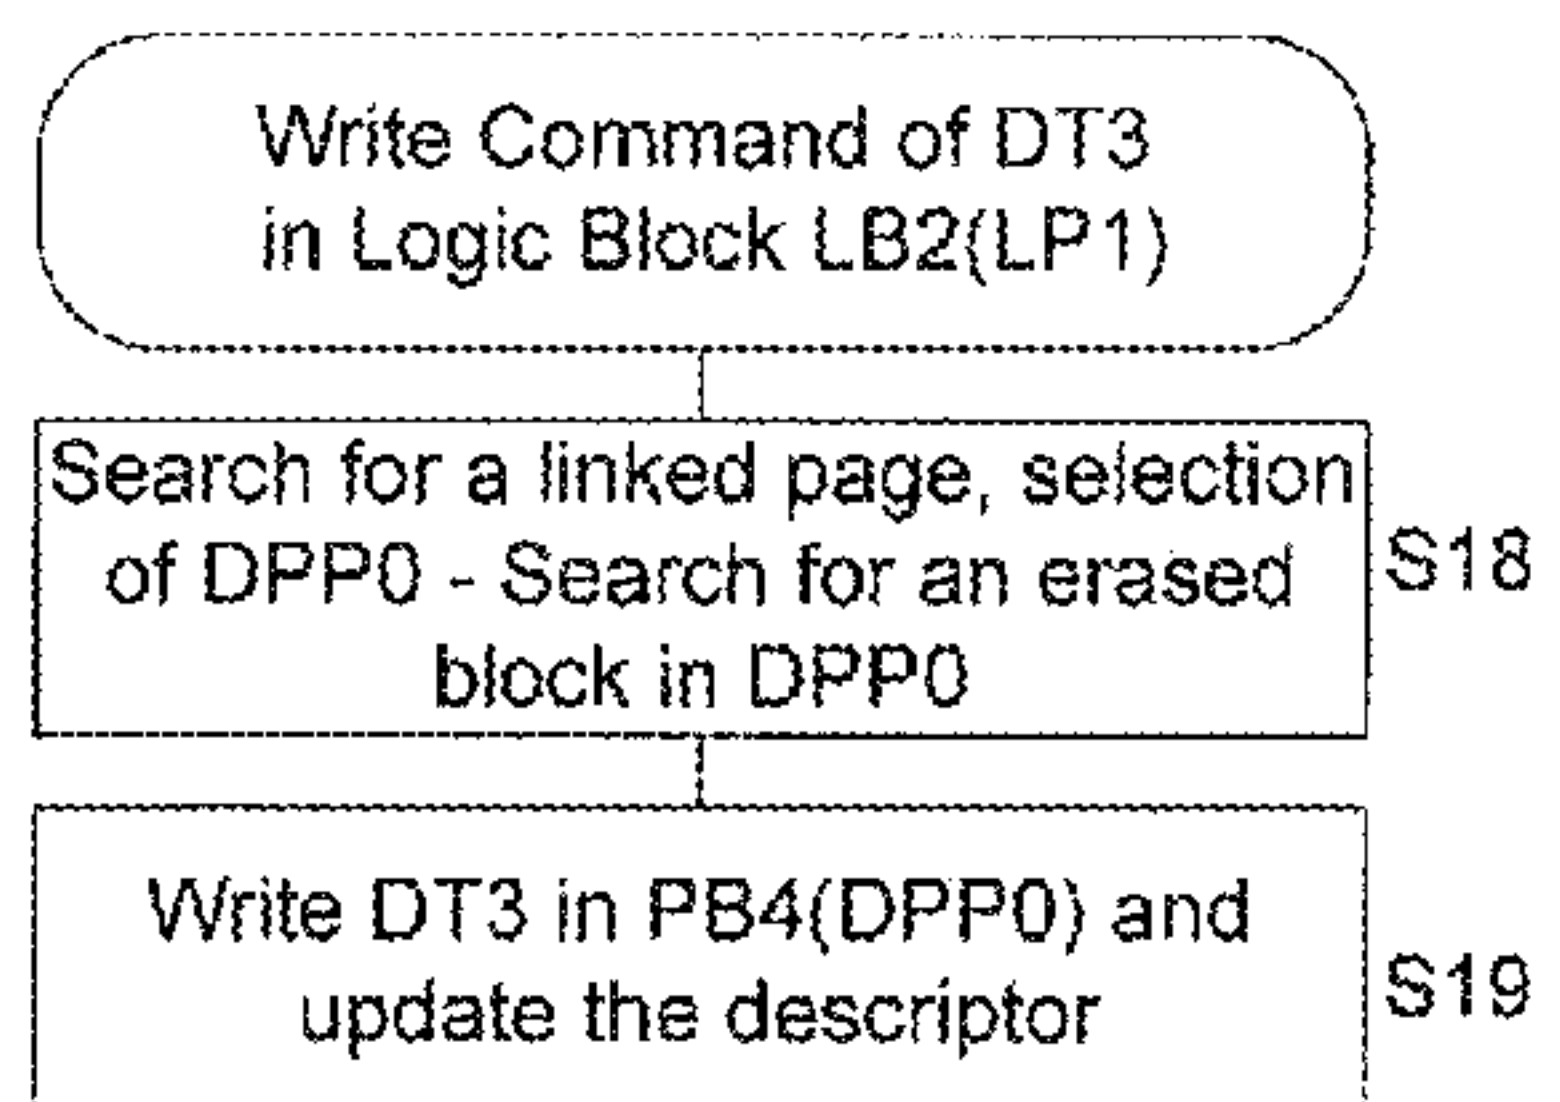 Write Command of DT3
in Logic Block LB2(LP1)
Search for a linked page, selection
of DPP0 - Search for an erased
block in DPP0
S18
Write DT3 in PB4(DPP0) and
update the descriptor
S19